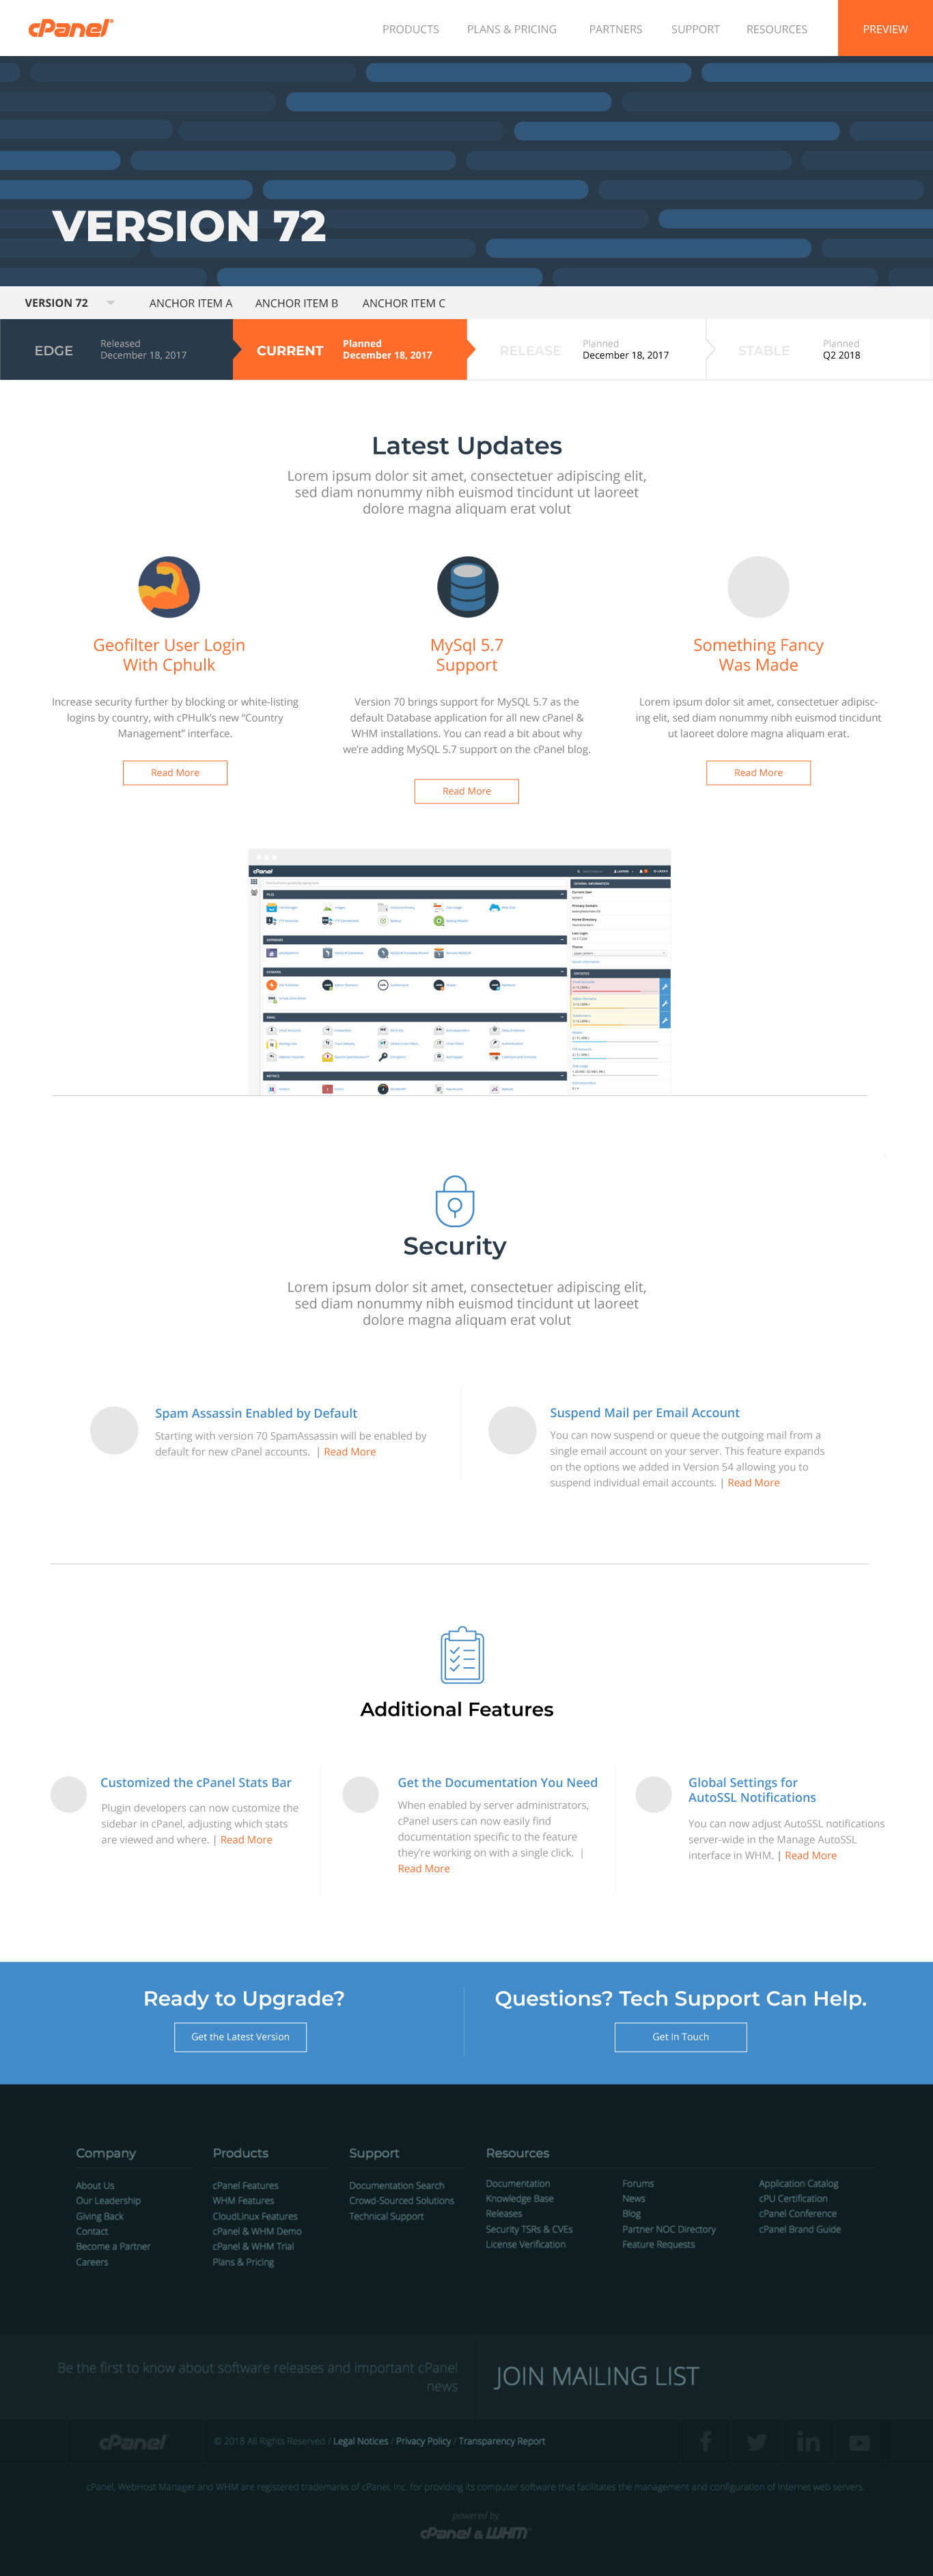 cPanel
PRODUCTS
PLANS & PRICING
PARTNERS
SUPPORT
RESOURCES
PREVIEW
VERSION 72
VERSION 72
ANCHOR ITEM A
ANCHOR ITEM B
ANCHOR ITEM C
EDGE
Released
December 18, 2017
CURRENT
Planned
December 18, 2017
RELEASE
Planned
December 18, 2017
STABLE
Planned
Q2 2018
Latest Updates
Lorem ipsum dolor sit amet, consectetuer adipiscing elit,
sed diam nonummy nibh euismod tincidunt ut laoreet
dolore magna aliquam erat volut
Geofilter User Login
With Cphulk
Increase security further by blocking or white-listing
logins by country, with cPHulk's new "Country
Management" interface.
Read More
MySql 5.7
Support
Version 70 brings support for MySQL 5.7 as the
default Database application for all new cPanel &
WHM installations. You can read a bit about why
we're adding MySQL 5.7 support on the cPanel blog.
Read More
Something Fancy
Was Made
Lorem ipsum dolor sit amet, consectetuer adipisc-
ing elit, sed diam nonummy nibh euismod tincidunt
ut laoreet dolore magna aliquam erat.
Read More
cPanel
FILES
DATABASES
DOMAINS
EMAIL
METRICS
GENERAL INFORMATION
Current User
Primary Domain
Home Directory
Last Login
Theme
STATISTICS
Security
Lorem ipsum dolor sit amet, consectetuer adipiscing elit,
sed diam nonummy nibh euismod tincidunt ut laoreet
dolore magna aliquam erat volut
Spam Assassin Enabled by Default
Starting with version 70 SpamAssassin will be enabled by
default for new cPanel accounts. | Read More
Suspend Mail per Email Account
You can now suspend or queue the outgoing mail from a
single email account on your server. This feature expands
on the options we added in Version 54 allowing you to
suspend individual email accounts. | Read More
Additional Features
Customized the cPanel Stats Bar
Plugin developers can now customize the
sidebar in cPanel, adjusting which stats
are viewed and where. | Read More
Get the Documentation You Need
When enabled by server administrators,
cPanel users can now easily find
documentation specific to the feature
they're working on with a single click. |
Read More
Global Settings for
AutoSSL Notifications
You can now adjust AutoSSL notifications
server-wide in the Manage AutoSSL
interface in WHM. | Read More
Ready to Upgrade?
Get the Latest Version
Questions? Tech Support Can Help.
Get In Touch
Company
About Us
Our Leadership
Giving Back
Contact
Become a Partner
Careers
Products
cPanel Features
WHM Features
CloudLinux Features
cPanel & WHM Demo
cPanel & WHM Trial
Plans & Pricing
Support
Documentation Search
Crowd-Sourced Solutions
Technical Support
Resources
Documentation
Knowledge Base
Releases
Security TSRs & CVEs
License Verification
Forums
News
Blog
Partner NOC Directory
Feature Requests
Application Catalog
cPU Certification
cPanel Conference
cPanel Brand Guide
Be the first to know about software releases and important cPanel
news
JOIN MAILING LIST
cPanel
© 2018 All Rights Reserved / Legal Notices / Privacy Policy / Transparency Report
cPanel, WebHost Manager and WHM are registered trademarks of cPanel, Inc. for providing its computer software that facilitates the management and configuration of Internet web servers.
powered by
cPanel & WHM